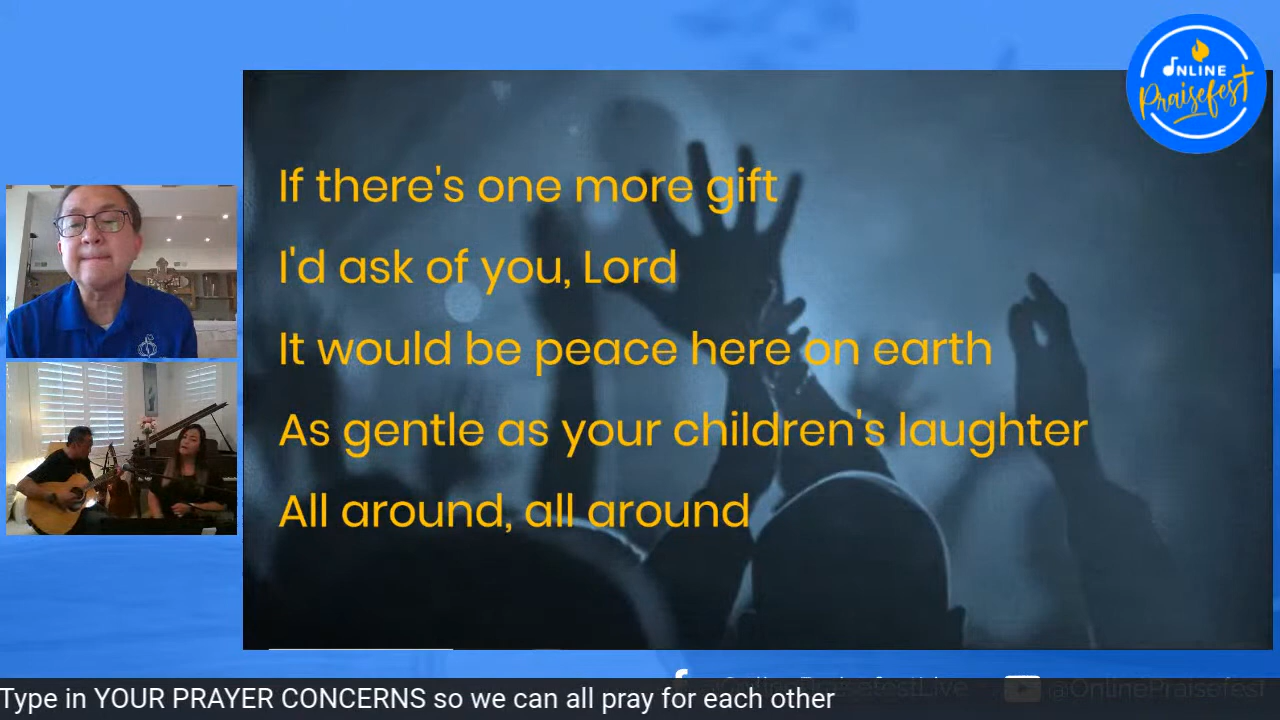 ONLINE
Praisefest
If there's one more gift
I'd ask of you, Lord
It would be peace here on earth
As gentle as your children's laughter
All around, all around
@OnlinePraisefestLive
@OnlinePraisefest
Type in YOUR PRAYER CONCERNS so we can all pray for each other